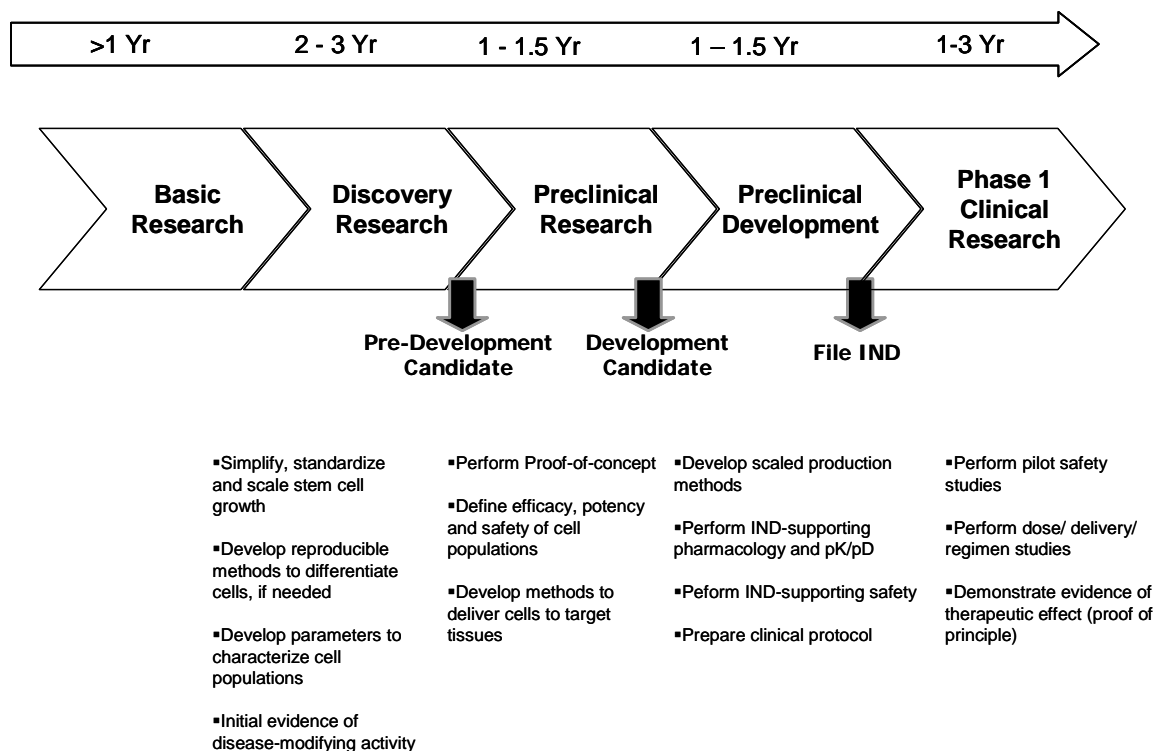 >1 Yr
2 - 3 Yr
1 - 1.5 Yr
1 – 1.5 Yr
1-3 Yr
Basic
Research
Discovery
Research
Preclinical
Research
Preclinical
Development
Phase 1
Clinical
Research
Pre-Development
Candidate
Development
Candidate
File IND
▪Simplify, standardize
and scale stem cell
growth
▪Develop reproducible
methods to differentiate
cells, if needed
▪Develop parameters to
characterize cell
populations
▪Initial evidence of
disease-modifying activity
▪Perform Proof-of-concept
▪Define efficacy, potency
and safety of cell
populations
▪Develop methods to
deliver cells to target
tissues
▪Develop scaled production
methods
▪Perform IND-supporting
pharmacology and pK/pD
▪Peform IND-supporting safety
▪Prepare clinical protocol
▪Perform pilot safety
studies
▪Perform dose/ delivery/
regimen studies
▪Demonstrate evidence of
therapeutic effect (proof of
principle)